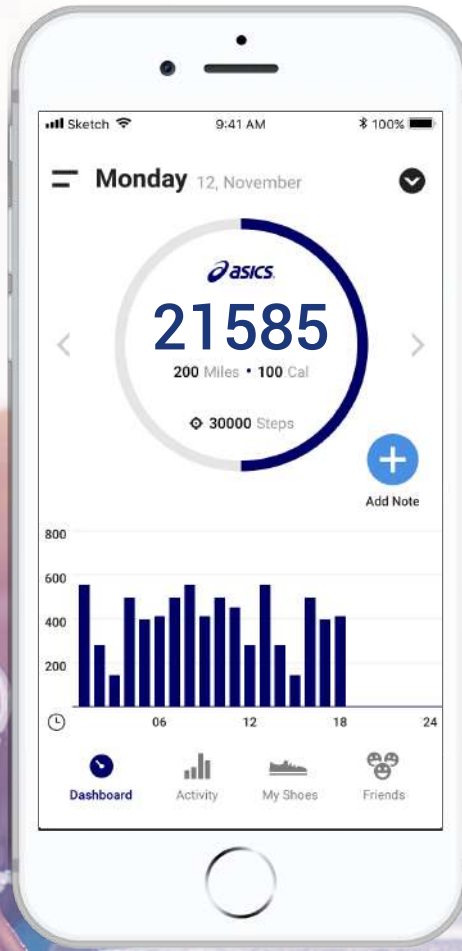 Sketch 9:41 AM 100%
Monday 12, November
asics
21585
200 Miles • 100 Cal
30000 Steps
Add Note
800
600
400
200
06 12 18 24
Dashboard Activity My Shoes Friends